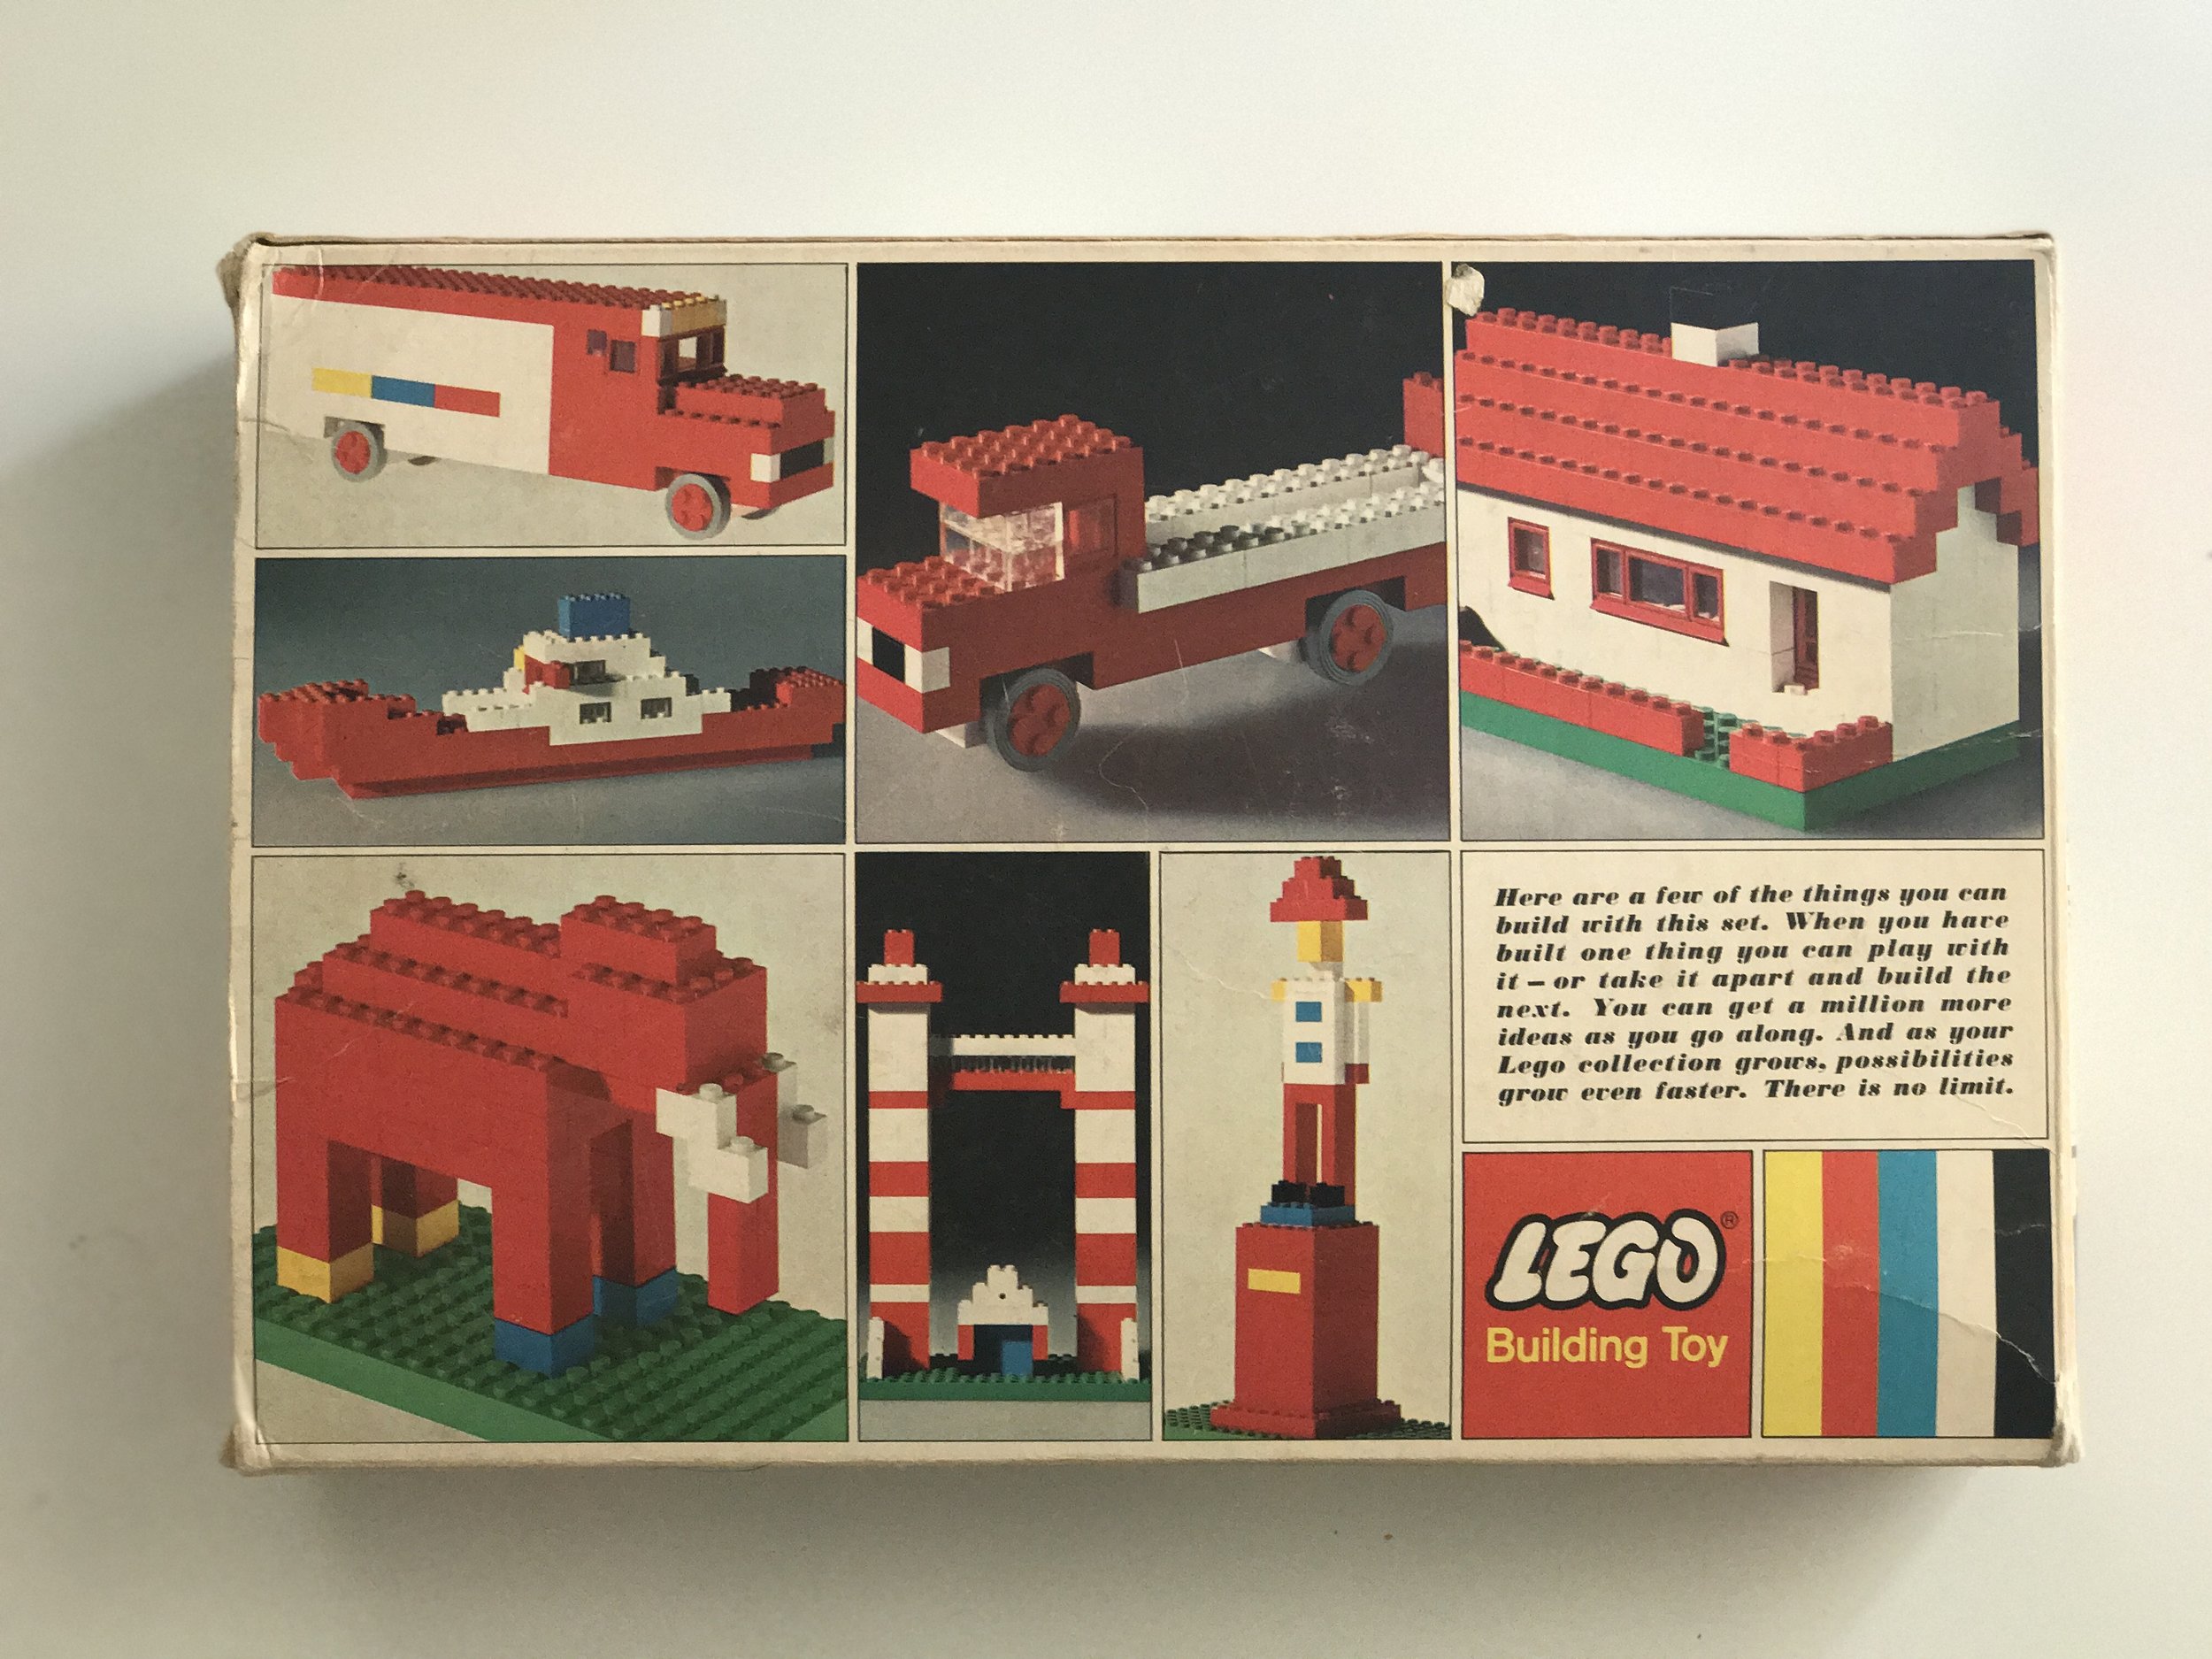 Here are a few of the things you can
build with this set. When you have
built one thing you can play with
it – or take it apart and build the
next. You can get a million more
ideas as you go along. And as your
Lego collection grows, possibilities
grow even faster. There is no limit.
LEGO®
Building Toy